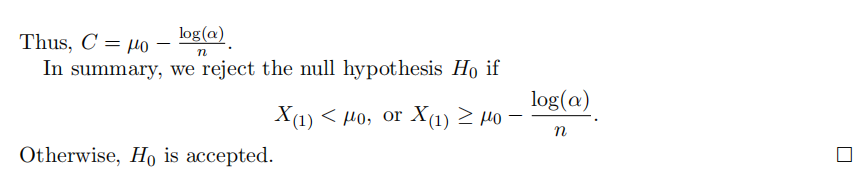 Thus, C = μ₀ − log(α)/n.
In summary, we reject the null hypothesis H₀ if
X₍₁₎ < μ₀, or X₍₁₎ ≥ μ₀ − log(α)/n.
Otherwise, H₀ is accepted. □